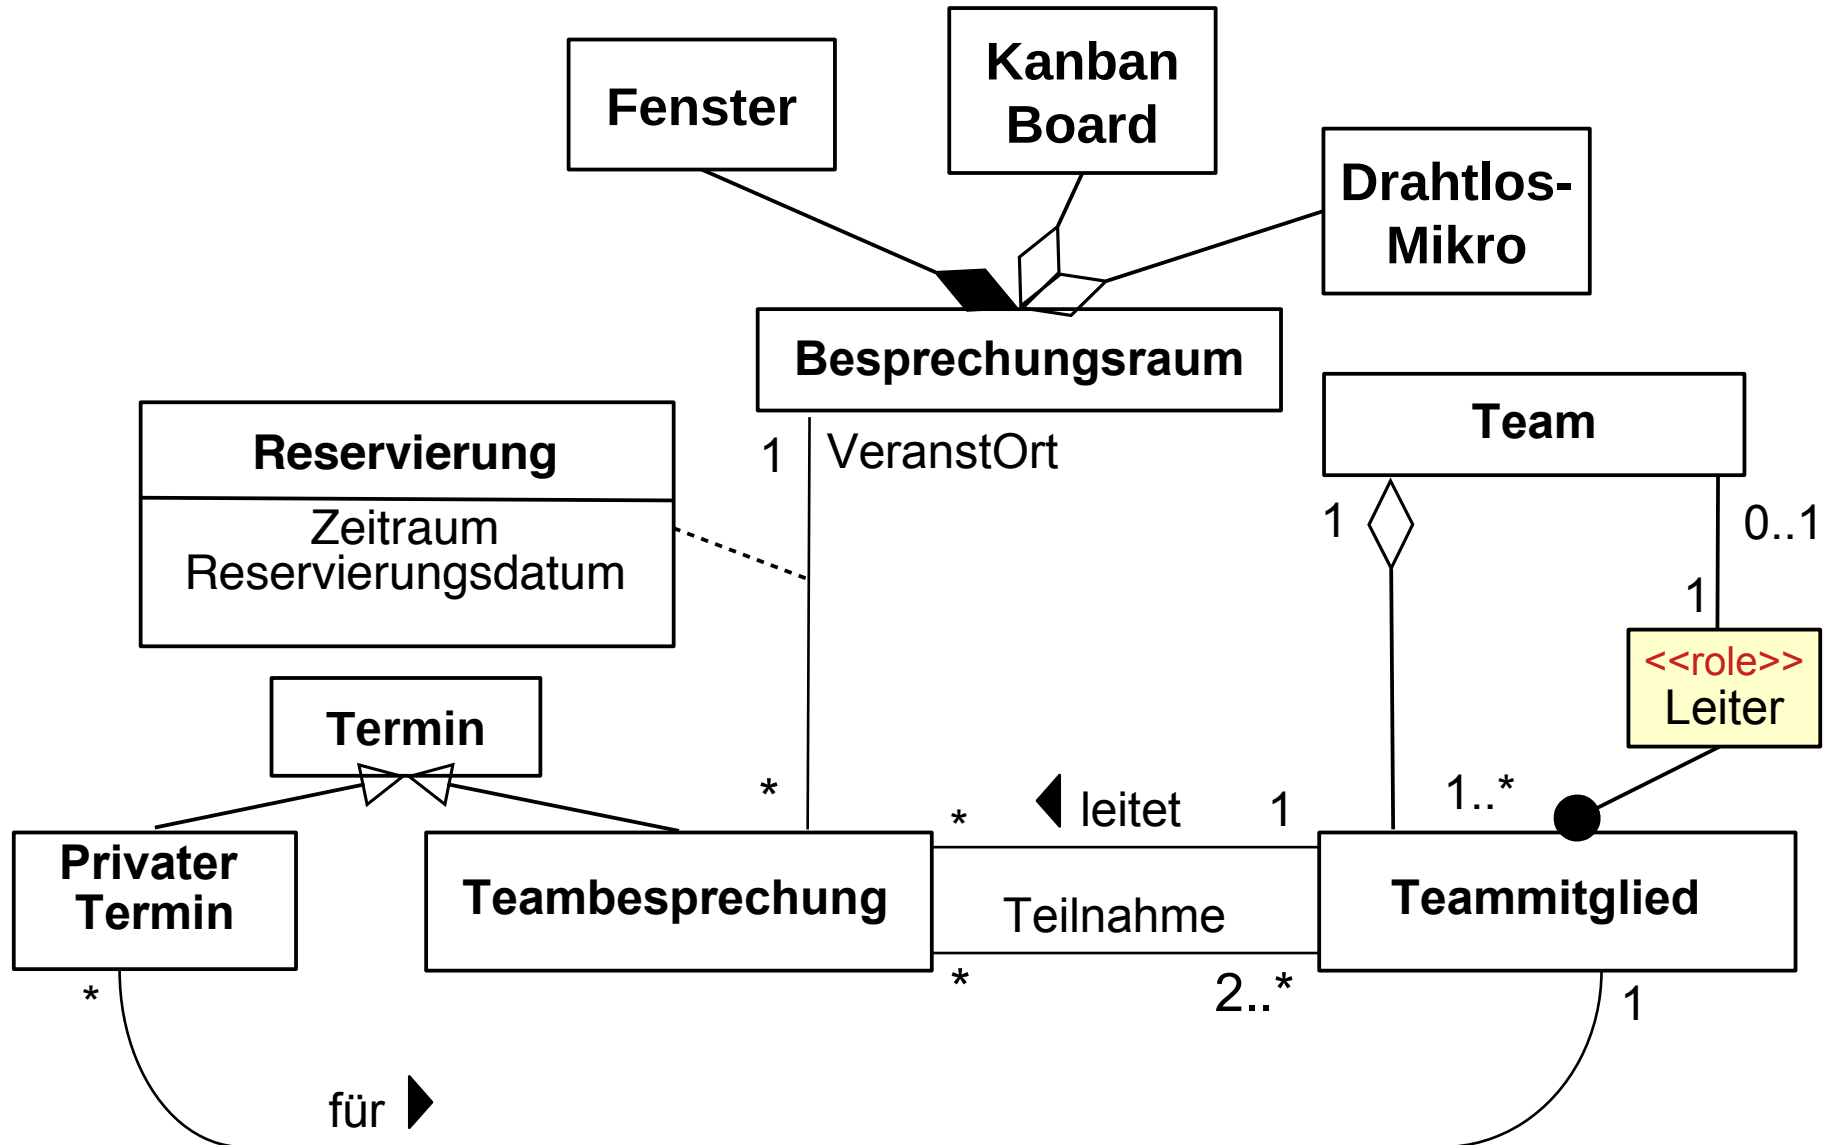 Fenster
Kanban
Board
Drahtlos-
Mikro
Besprechungsraum
Team
Reservierung
Zeitraum
Reservierungsdatum
1
VeranstOrt
1
0..1
1
<<role>>
Leiter
Termin
*
*
leitet
1
1..*
Privater
Termin
Teambesprechung
Teilnahme
Teammitglied
*
*
2..*
1
für